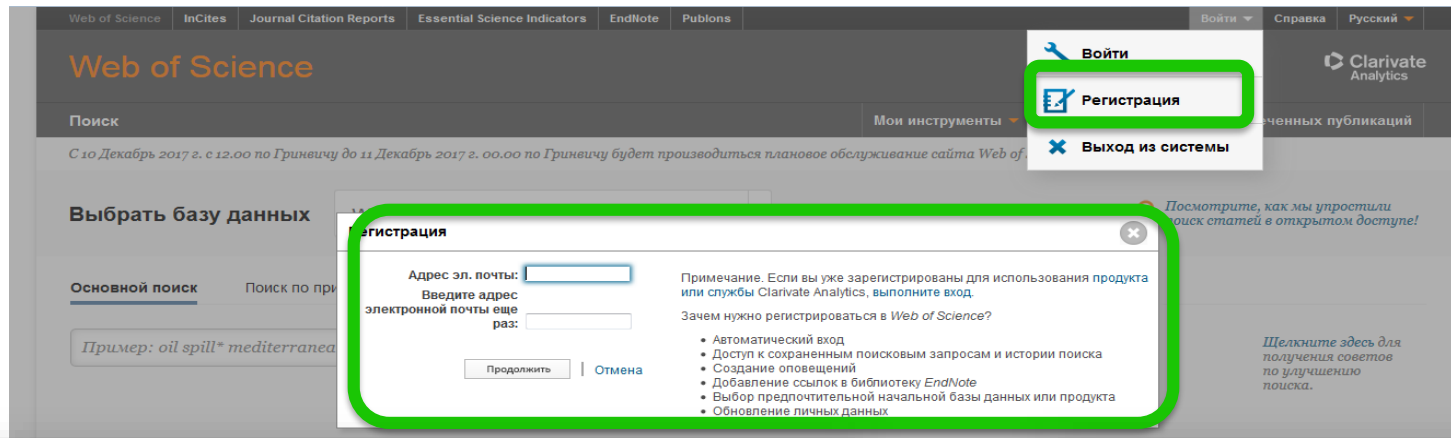 Web of Science InCites Journal Citation Reports Essential Science Indicators EndNote Publons Войти Справка Русский
Web of Science
Войти
Clarivate
Analytics
Регистрация
Поиск Мои инструменты ченных публикаций
Выход из системы
С 10 Декабрь 2017 г. с 12.00 по Гринвичу до 11 Декабрь 2017 г. 00.00 по Гринвичу будет производиться плановое обслуживание сайта Web of
Выбрать базу данных
Посмотрите, как мы упростили
поиск статей в открытом доступе!
Регистрация
Основной поиск Поиск по при
Адрес эл. почты:
Введите адрес
электронной почты еще
раз:
Продолжить | Отмена
Примечание. Если вы уже зарегистрированы для использования продукта
или службы Clarivate Analytics, выполните вход.
Зачем нужно регистрироваться в Web of Science?
• Автоматический вход
• Доступ к сохраненным поисковым запросам и истории поиска
• Создание оповещений
• Добавление ссылок в библиотеку EndNote
• Выбор предпочтительной начальной базы данных или продукта
• Обновление личных данных
Пример: oil spill* mediterranea
Щелкните здесь для
получения советов
по улучшению
поиска.